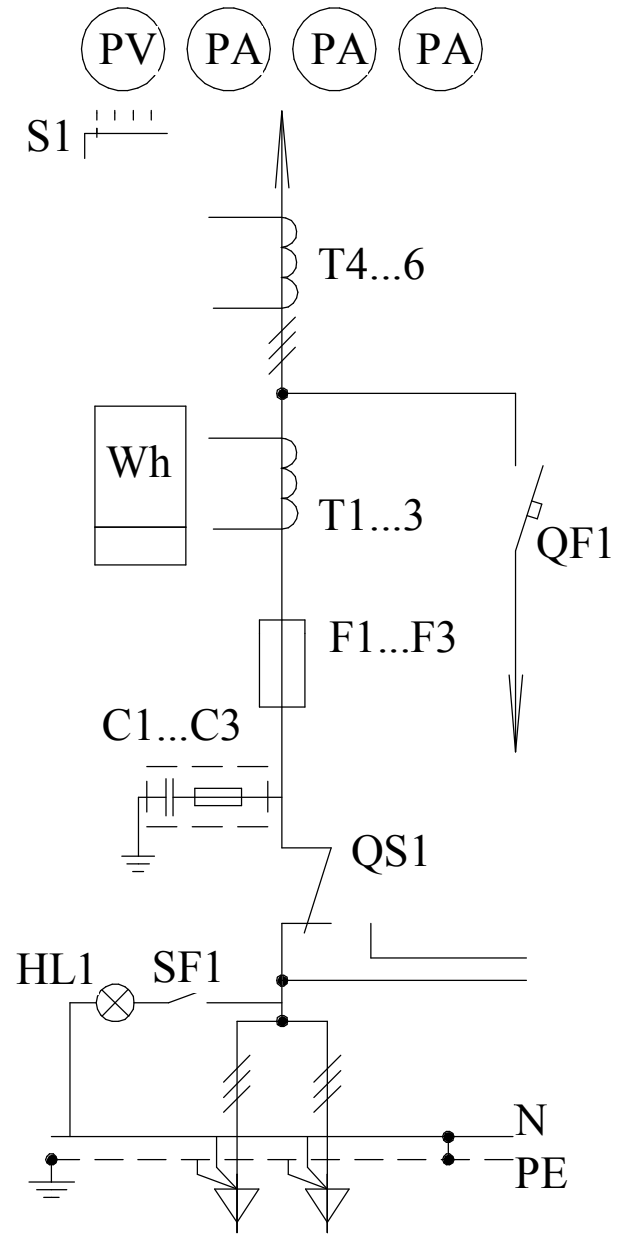 PV PA PA PA
S1
T4...6
Wh
T1...3
QF1
F1...F3
C1...C3
QS1
HL1 SF1
N
PE